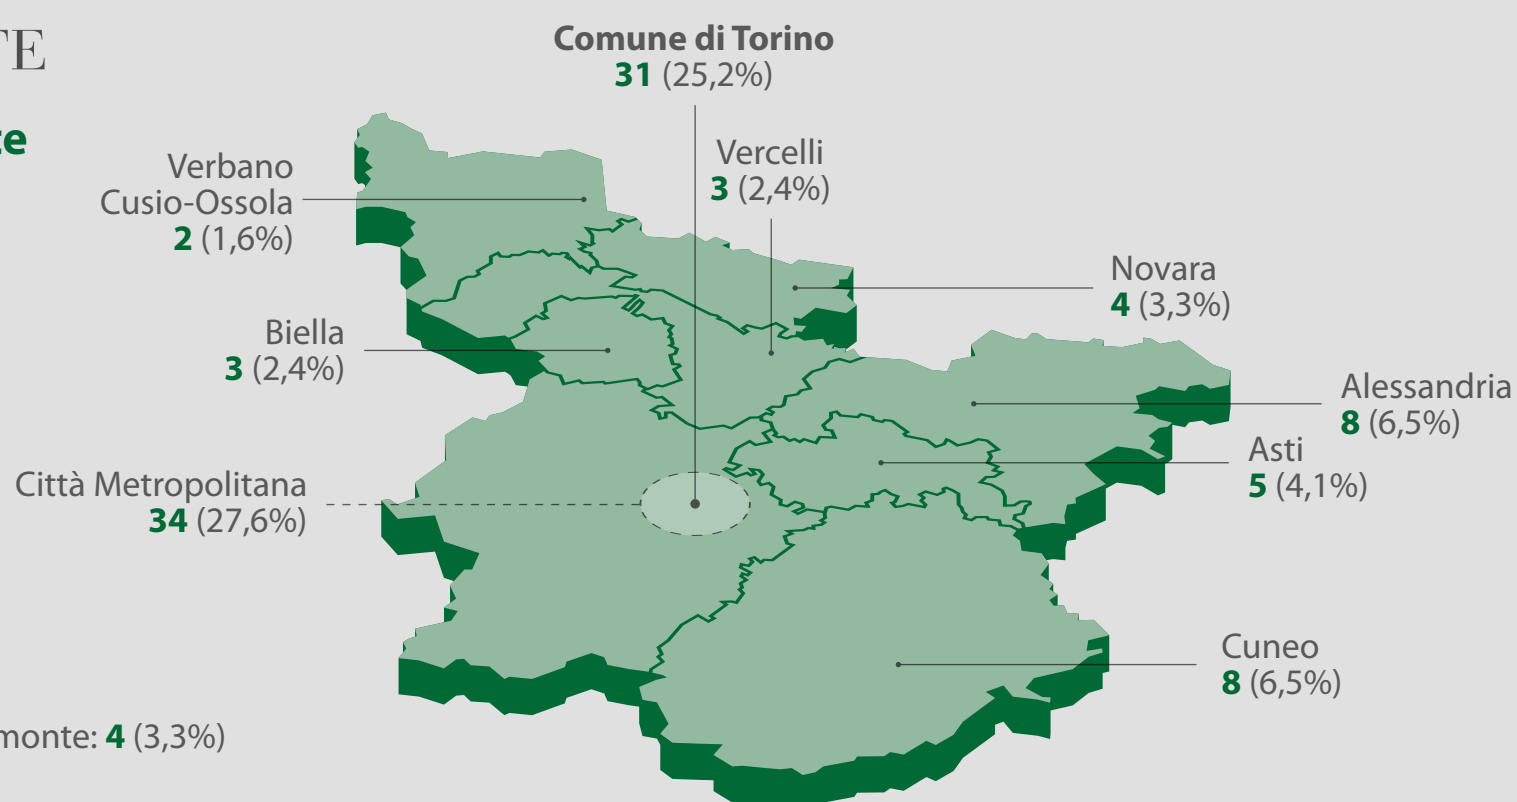 TE
te
Comune di Torino
31 (25,2%)
Verbano
Cusio-Ossola
2 (1,6%)
Vercelli
3 (2,4%)
Novara
4 (3,3%)
Biella
3 (2,4%)
Alessandria
8 (6,5%)
Asti
5 (4,1%)
Città Metropolitana
34 (27,6%)
Cuneo
8 (6,5%)
monte: 4 (3,3%)